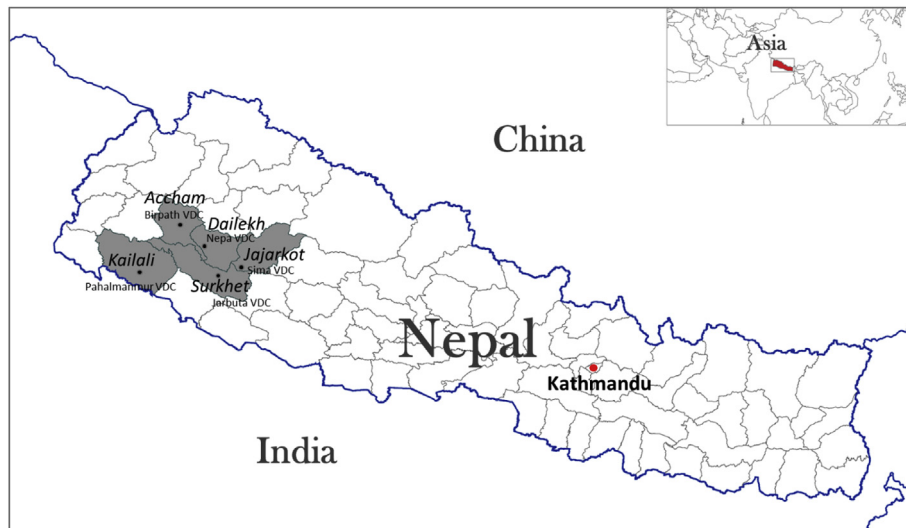 Asia
China
Accham
Birpath VDC
Dailekh
Nepa VDC
Jajarkot
Sima VDC
Kailali
Pahalmanpur VDC
Surkhet
Jarbuta VDC
Nepal
Kathmandu
India